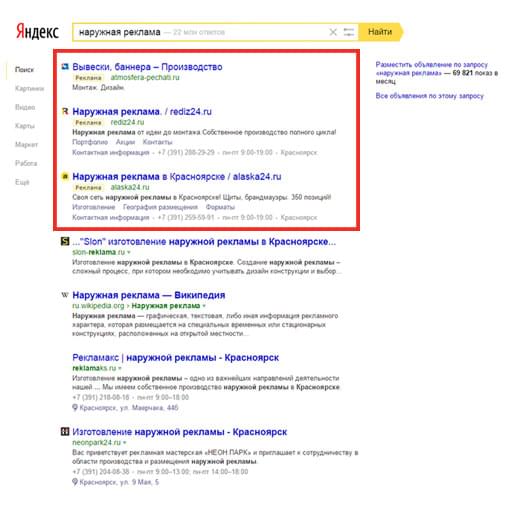 Яндекс
наружная реклама — 22 млн ответов
Найти
Поиск
Картинки
Видео
Карты
Маркет
Работа
Ещё
Вывески, баннера – Производство
Реклама atmosfera-pechati.ru
Монтаж. Дизайн.
Наружная реклама. / rediz24.ru
Реклама rediz24.ru
Наружная реклама от идеи до монтажа.Собственное производство полного цикла!
Портфолио Акции Контакты
Контактная информация · +7 (391) 288-29-29 · пн-пт 9:00-19:00 · Красноярск
Наружная реклама в Красноярске / alaska24.ru
Реклама alaska24.ru
Своя сеть наружной рекламы в Красноярске! Щиты, брандмауэры. 350 позиций!
Изготовление География размещения Форматы
Контактная информация · +7 (391) 259-59-91 · пн-пт 9:00-19:00 · Красноярск
..."Slon" изготовление наружной рекламы в Красноярске...
slon-reklama.ru
Изготовление наружной рекламы в Красноярске. Создание наружной рекламы –
сложный процесс, при котором необходимо учитывать дизайн конструкции и выбор...
Наружная реклама — Википедия
ru.wikipedia.org › Наружная реклама
Наружная реклама — графическая, текстовая, либо иная информация рекламного
характера, которая размещается на специальных временных или стационарных
конструкциях, расположенных на открытой местности...
Рекламакс | наружной рекламы - Красноярск
reklamaks.ru
Изготовление наружной рекламы – одно из важнейших направлений деятельности
нашей ... Мы имеем собственное производство наружной рекламы в Красноярске.
+7 (391) 218-08-18 · пн-пт 9:00–18:00
Красноярск, ул. Маерчака, 44б
Изготовление наружной рекламы - Красноярск
neonpark24.ru
Вас приветствует рекламная мастерская «НЕОН ПАРК» и приглашает к сотрудничеству в
области производства и размещения наружной рекламы.
+7 (391) 204-08-38 · пн-пт 9:00–13:00; пн-пт 14:00–18:00
Красноярск, ул. 9 Мая, 5
Разместить объявление по запросу
«наружная реклама» — 69 821 показ в
месяц
Все объявления по этому запросу